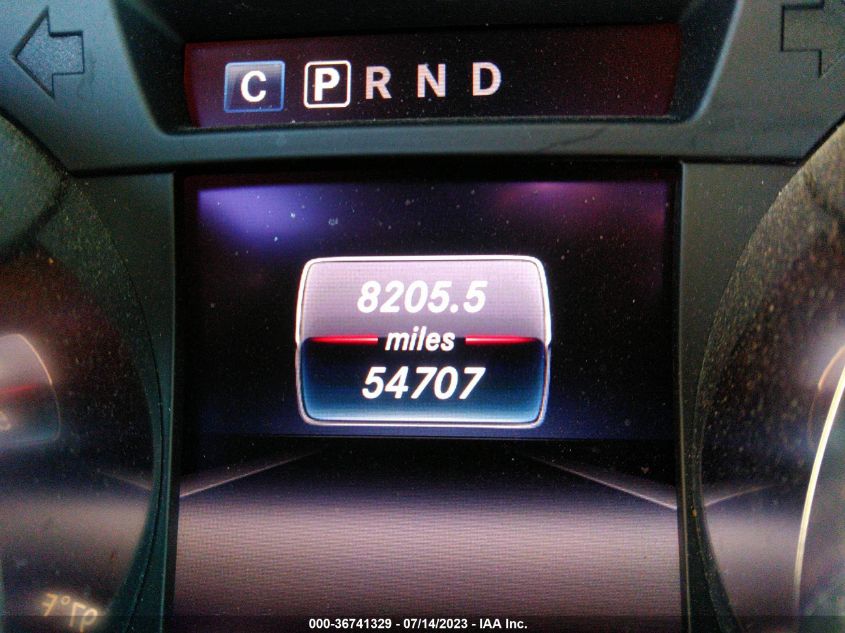 C P R N D
8205.5
miles
54707
000-36741329 - 07/14/2023 - IAA Inc.